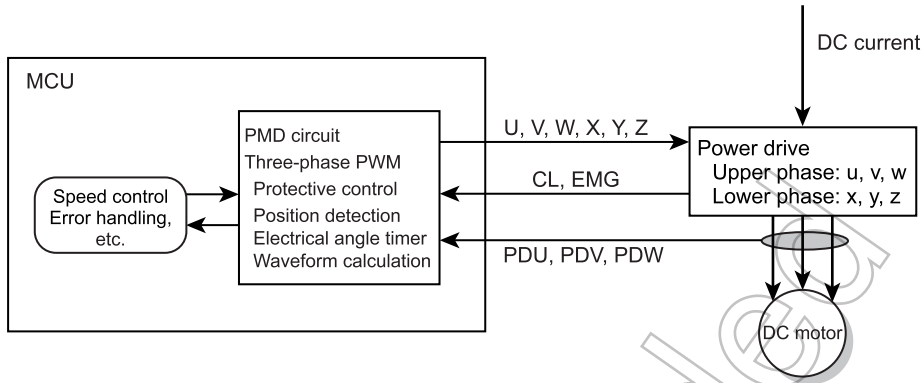 DC current
MCU
PMD circuit
Three-phase PWM
Protective control
Position detection
Electrical angle timer
Waveform calculation
Speed control
Error handling,
etc.
U, V, W, X, Y, Z
CL, EMG
PDU, PDV, PDW
Power drive
Upper phase: u, v, w
Lower phase: x, y, z
DC motor